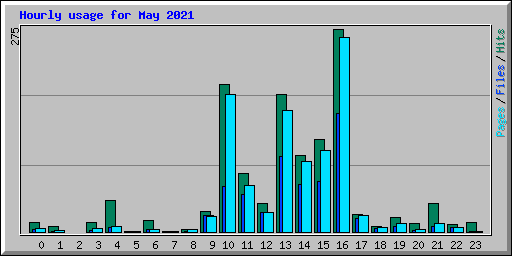 Hourly usage for May 2021
275
Pages/Files/Hits
0 1 2 3 4 5 6 7 8 9 10 11 12 13 14 15 16 17 18 19 20 21 22 23